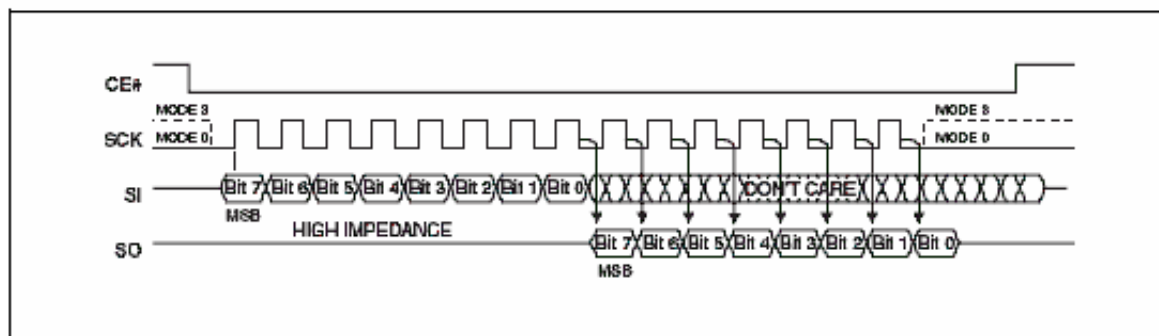 CE#
MODE 3 MODE 3
SCK MODE 0 MODE 0
SI Bit 7 Bit 6 Bit 5 Bit 4 Bit 3 Bit 2 Bit 1 Bit 0 DON'T CARE
MSB
HIGH IMPEDANCE
SO Bit 7 Bit 6 Bit 5 Bit 4 Bit 3 Bit 2 Bit 1 Bit 0
MSB